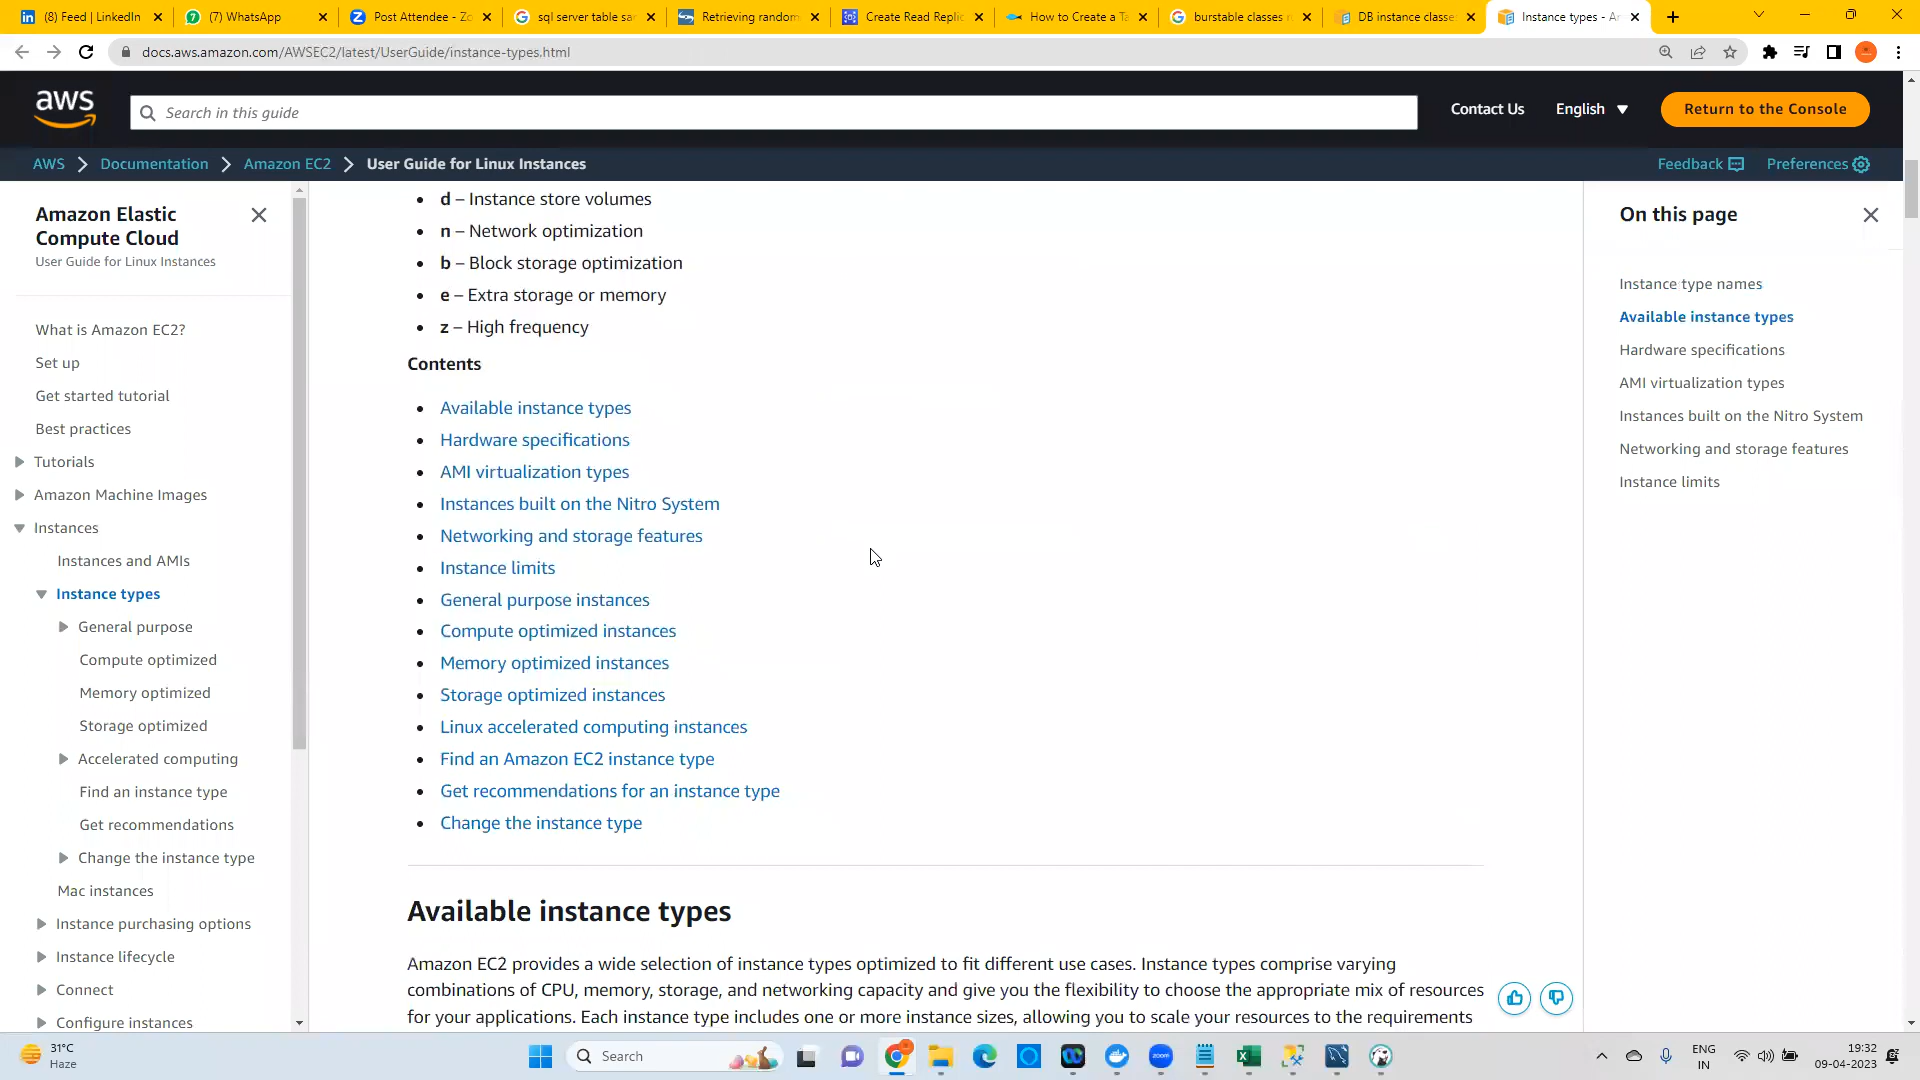 Feed | LinkedIn
(7) WhatsApp
Post Attendee - Zo
sql server table sa
Retrieving random
Create Read Replic
How to Create a Ta
burstable classes r
DB instance classe
Instance types - A
docs.aws.amazon.com/AWSEC2/latest/UserGuide/instance-types.html
aws
Search in this guide
Contact Us
English
Return to the Console
AWS
Documentation
Amazon EC2
User Guide for Linux Instances
Feedback
Preferences
Amazon Elastic
Compute Cloud
User Guide for Linux Instances
What is Amazon EC2?
Set up
Get started tutorial
Best practices
Tutorials
Amazon Machine Images
Instances
Instances and AMIs
Instance types
General purpose
Compute optimized
Memory optimized
Storage optimized
Accelerated computing
Find an instance type
Get recommendations
Change the instance type
Mac instances
Instance purchasing options
Instance lifecycle
Connect
Configure instances
d – Instance store volumes
n – Network optimization
b – Block storage optimization
e – Extra storage or memory
z – High frequency
Contents
Available instance types
Hardware specifications
AMI virtualization types
Instances built on the Nitro System
Networking and storage features
Instance limits
General purpose instances
Compute optimized instances
Memory optimized instances
Storage optimized instances
Linux accelerated computing instances
Find an Amazon EC2 instance type
Get recommendations for an instance type
Change the instance type
Available instance types
Amazon EC2 provides a wide selection of instance types optimized to fit different use cases. Instance types comprise varying
combinations of CPU, memory, storage, and networking capacity and give you the flexibility to choose the appropriate mix of resources
for your applications. Each instance type includes one or more instance sizes, allowing you to scale your resources to the requirements
On this page
Instance type names
Available instance types
Hardware specifications
AMI virtualization types
Instances built on the Nitro System
Networking and storage features
Instance limits
31°C
Haze
Search
zoom
ENG
IN
19:32
09-04-2023